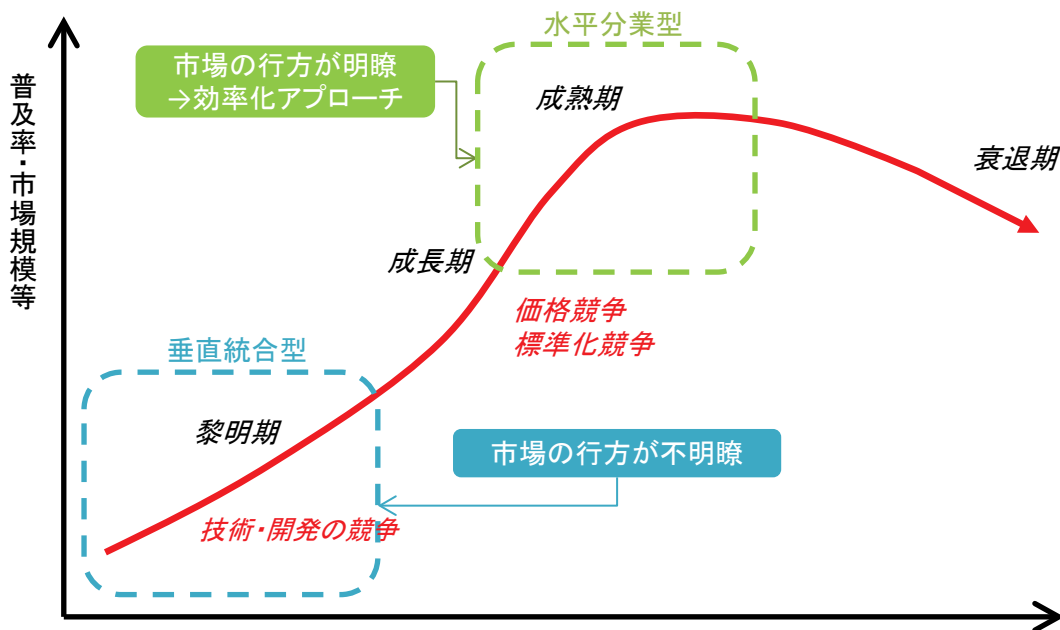 水平分業型
市場の行方が明瞭
→効率化アプローチ
成熟期
普及率・市場規模等
衰退期
成長期
価格競争
標準化競争
垂直統合型
黎明期
市場の行方が不明瞭
技術・開発の競争